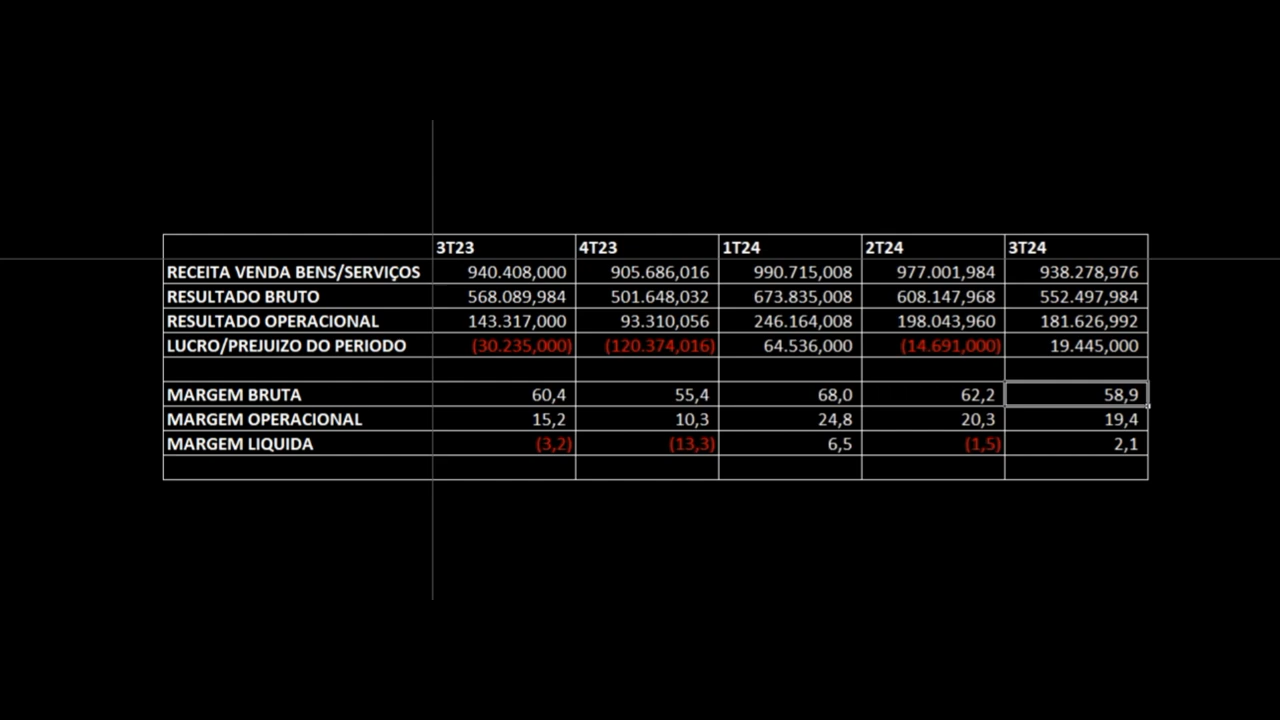 3T23 4T23 1T24 2T24 3T24
RECEITA VENDA BENS/SERVIÇOS 940.408,000 905.686,016 990.715,008 977.001,984 938.278,976
RESULTADO BRUTO 568.089,984 501.648,032 673.835,008 608.147,968 552.497,984
RESULTADO OPERACIONAL 143.317,000 93.310,056 246.164,008 198.043,960 181.626,992
LUCRO/PREJUIZO DO PERIODO (30.235,000) (120.374,016) 64.536,000 (14.691,000) 19.445,000
MARGEM BRUTA 60,4 55,4 68,0 62,2 58,9
MARGEM OPERACIONAL 15,2 10,3 24,8 20,3 19,4
MARGEM LIQUIDA (3,2) (13,3) 6,5 (1,5) 2,1